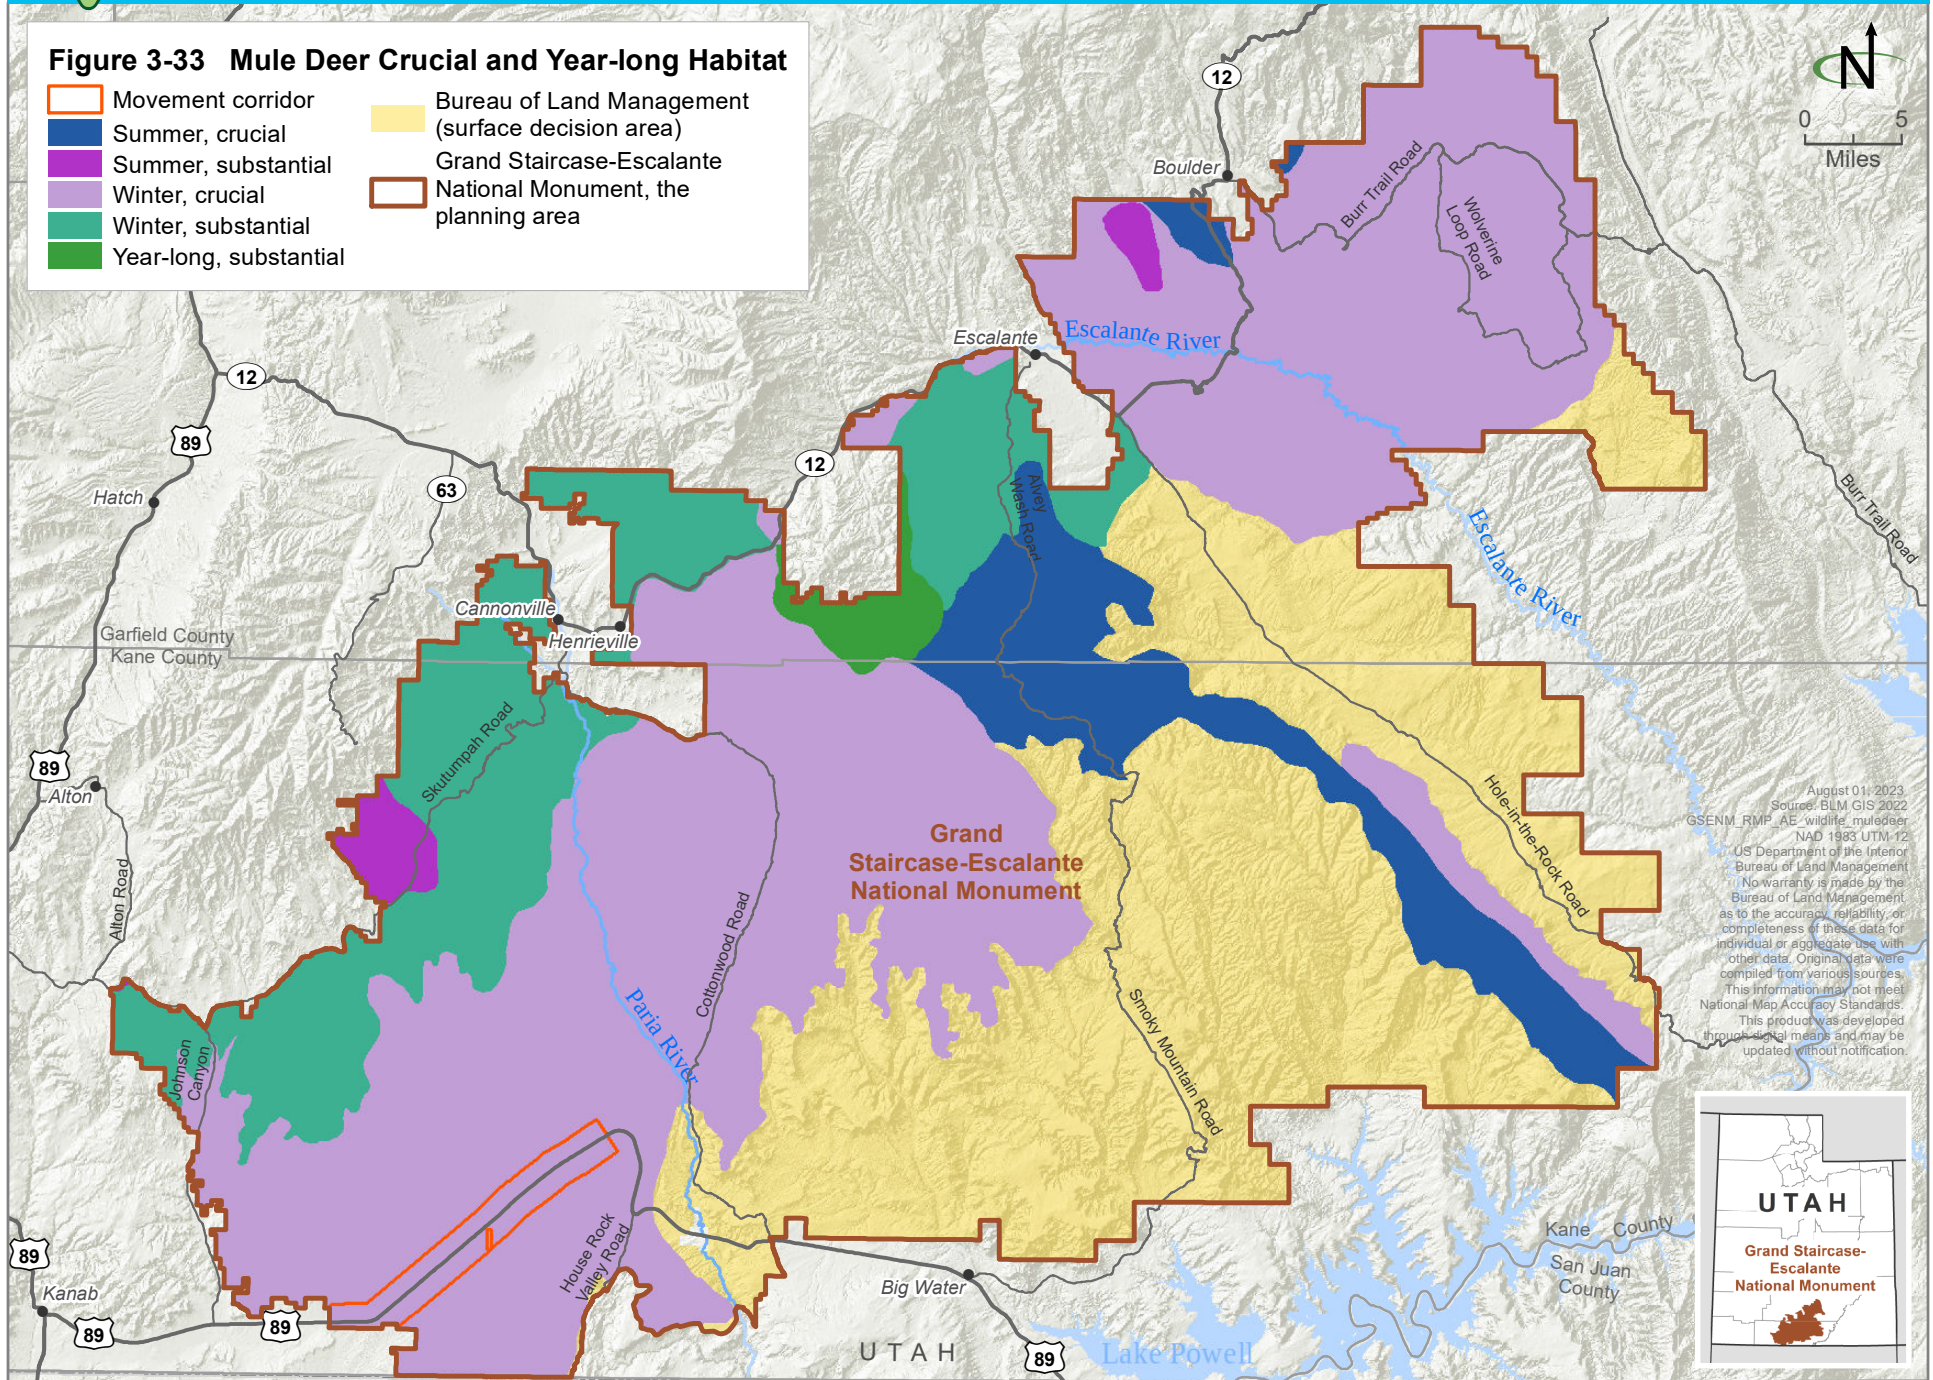 Figure 3-33 Mule Deer Crucial and Year-long Habitat
Movement corridor
Summer, crucial
Summer, substantial
Winter, crucial
Winter, substantial
Year-long, substantial
Bureau of Land Management
(surface decision area)
Grand Staircase-Escalante
National Monument, the
planning area
N
0 5
Miles
12
Boulder
Burr Trail Road
Wolverine
Loop Road
Escalante
Escalante River
12
89
Hatch
63
12
Alvey
Wash Road
Burr Trail Road
Escalante River
Cannonville
Henrieville
Garfield County
Kane County
Skutumpah Road
89
Alton
Alton Road
Hole-in-the-Rock Road
Grand
Staircase-Escalante
National Monument
Cottonwood Road
Paria River
Smoky Mountain Road
Johnson
Canyon
House Rock
Valley Road
89
Kanab
89
89
Big Water
89
UTAH
Lake Powell
Kane County
San Juan
County
August 01, 2023
Source: BLM GIS 2022
GSENM_RMP_AE_wildlife_muledeer
NAD 1983 UTM 12
US Department of the Interior
Bureau of Land Management
No warranty is made by the
Bureau of Land Management
as to the accuracy, reliability, or
completeness of these data for
individual or aggregate use with
other data. Original data were
compiled from various sources.
This information may not meet
National Map Accuracy Standards.
This product was developed
through digital means and may be
updated without notification.
UTAH
Grand Staircase-
Escalante
National Monument